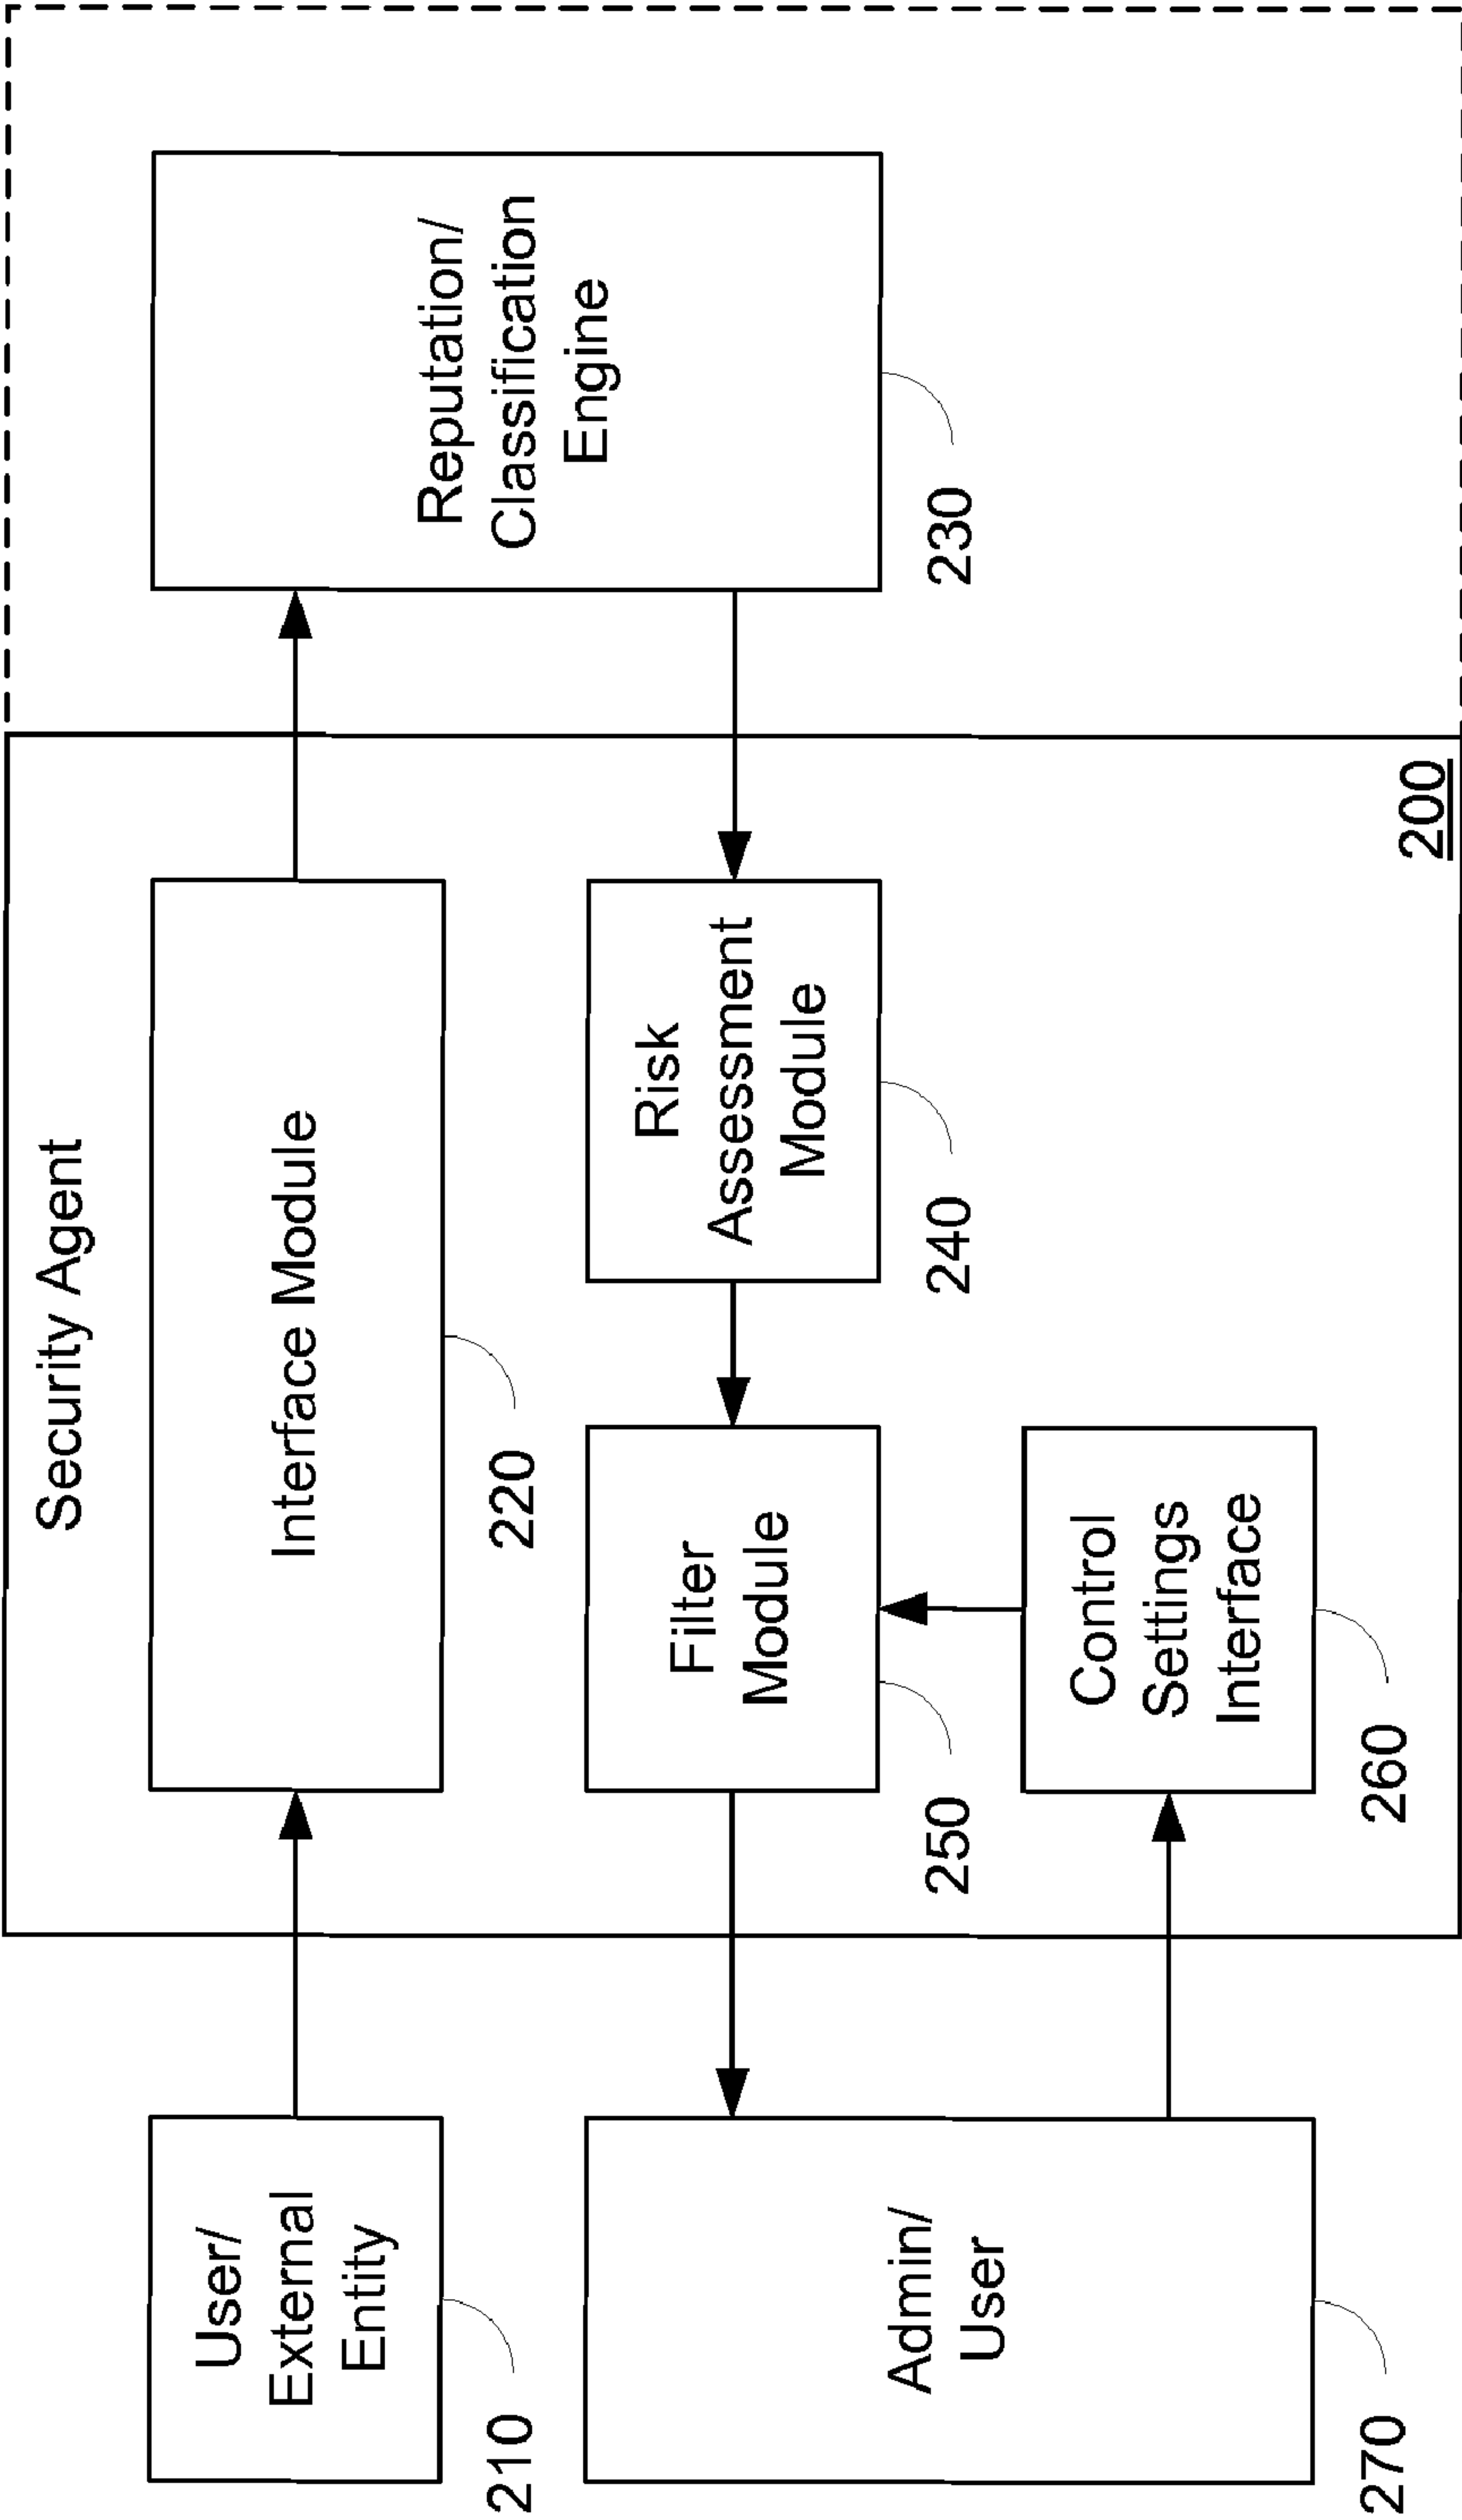 Security Agent
User/
External
Entity
210
Interface Module
220
Reputation/
Classification
Engine
230
Risk
Assessment
Module
240
Filter
Module
250
Control
Settings
Interface
260
Admin/
User
270
200